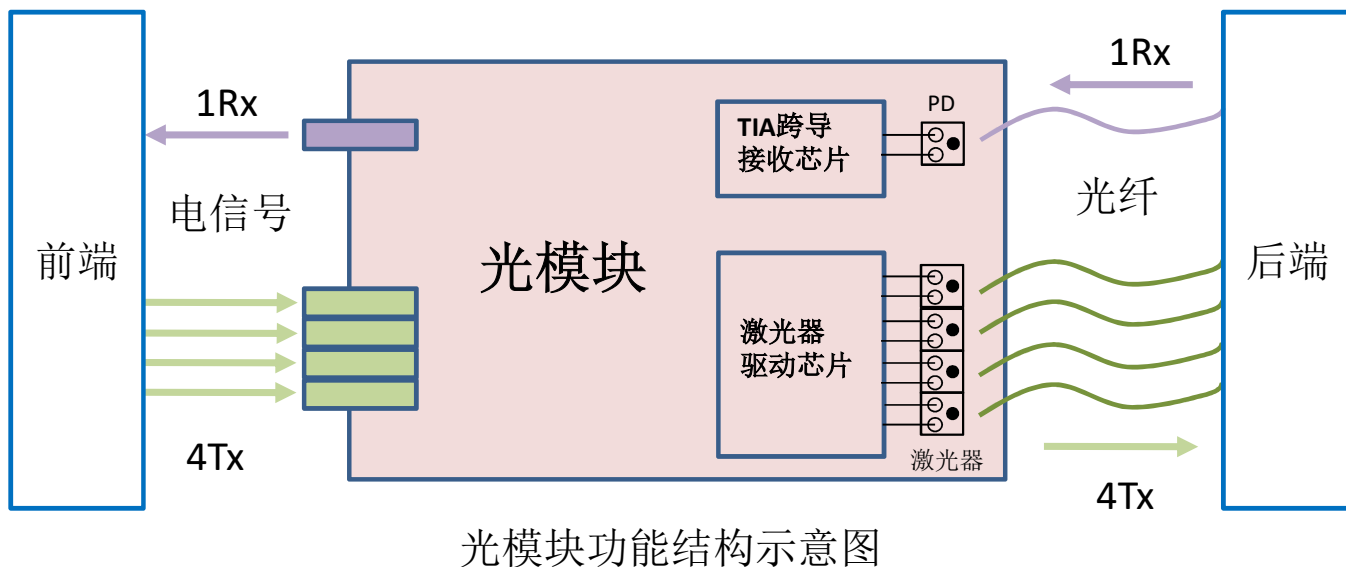 1Rx
1Rx
PD
TIA跨导
接收芯片
电信号
光纤
前端
光模块
后端
激光器
驱动芯片
4Tx
激光器
4Tx
光模块功能结构示意图